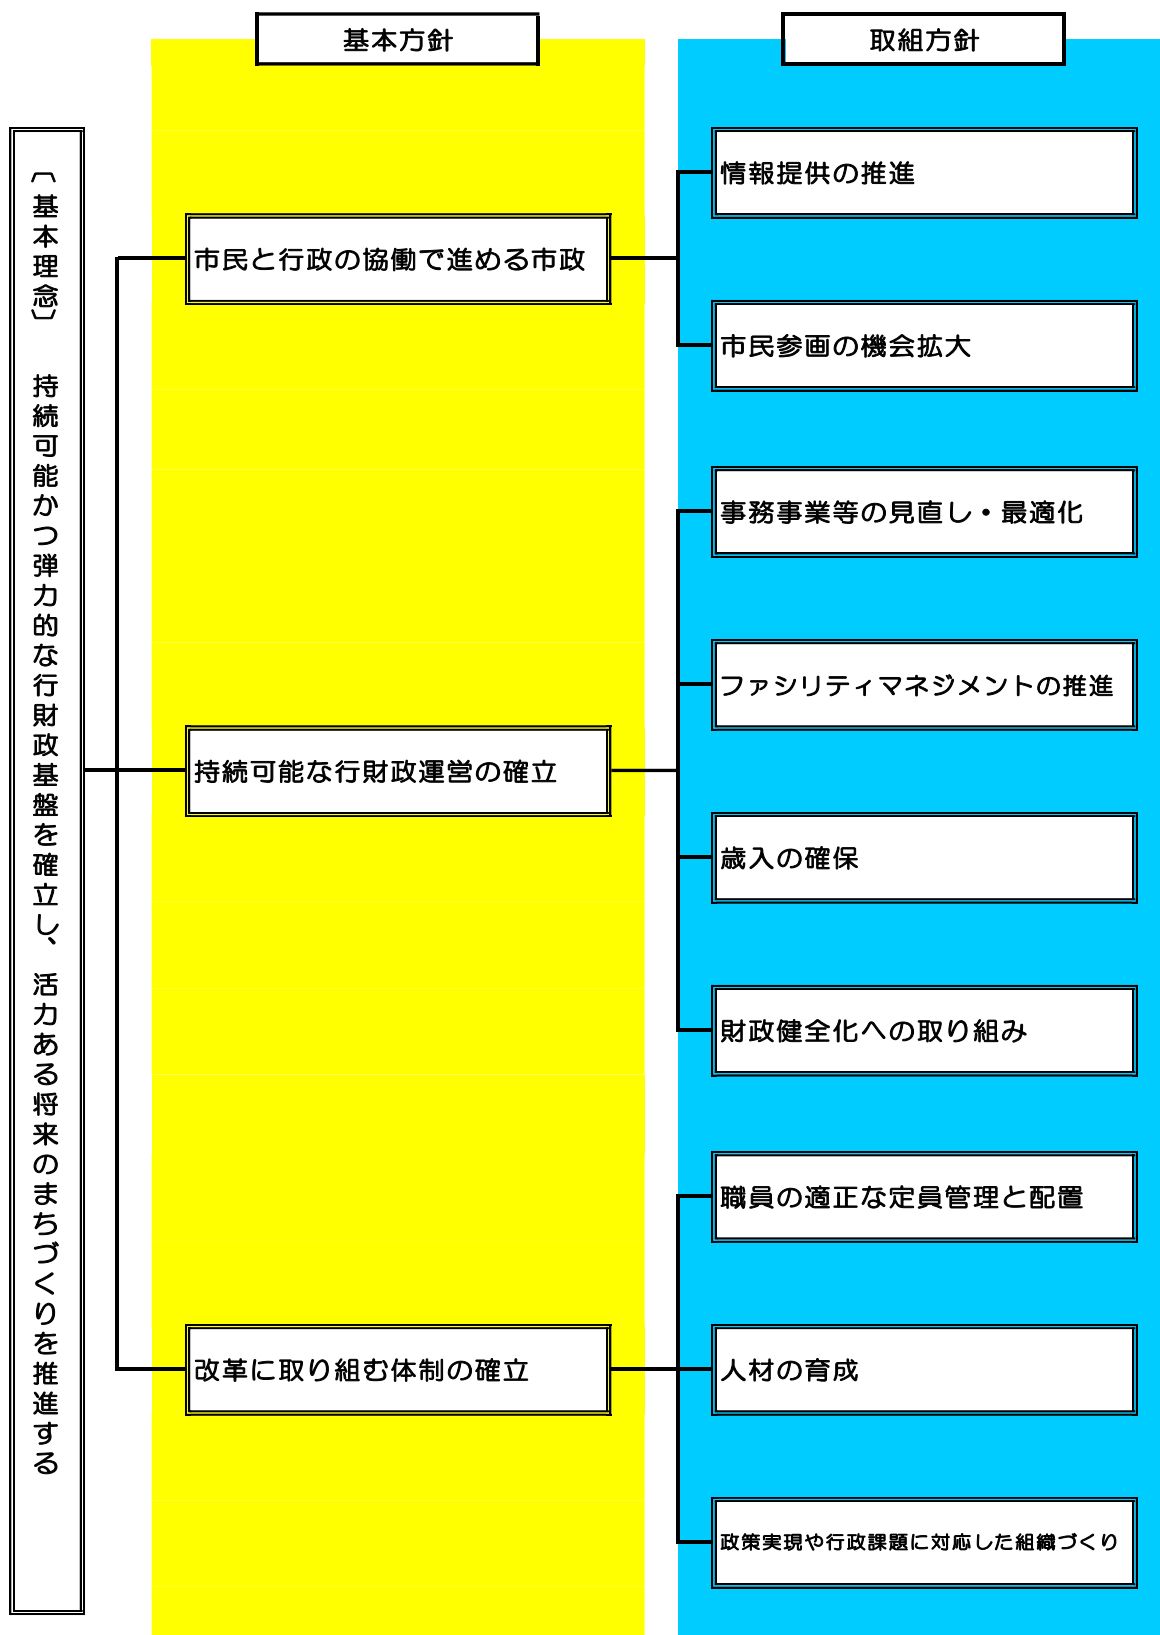 基本方針
取組方針
〔基本理念〕 持続可能かつ弾力的な行財政基盤を確立し、活力ある将来のまちづくりを推進する
市民と行政の協働で進める市政
情報提供の推進
市民参画の機会拡大
持続可能な行財政運営の確立
事務事業等の見直し・最適化
ファシリティマネジメントの推進
歳入の確保
財政健全化への取り組み
改革に取り組む体制の確立
職員の適正な定員管理と配置
人材の育成
政策実現や行政課題に対応した組織づくり